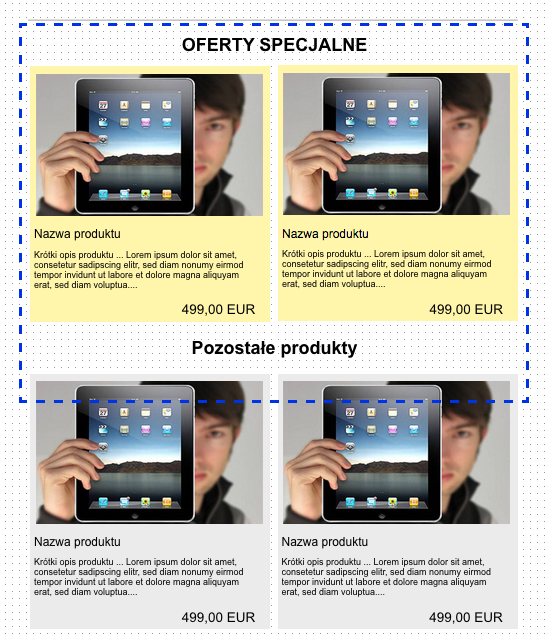 OFERTY SPECJALNE
Nazwa produktu
Krótki opis produktu ... Lorem ipsum dolor sit amet,
consetetur sadipscing elitr, sed diam nonumy eirmod
tempor invidunt ut labore et dolore magna aliquyam
erat, sed diam voluptua....
499,00 EUR
Nazwa produktu
Krótki opis produktu ... Lorem ipsum dolor sit amet,
consetetur sadipscing elitr, sed diam nonumy eirmod
tempor invidunt ut labore et dolore magna aliquyam
erat, sed diam voluptua....
499,00 EUR
Pozostałe produkty
Nazwa produktu
Krótki opis produktu ... Lorem ipsum dolor sit amet,
consetetur sadipscing elitr, sed diam nonumy eirmod
tempor invidunt ut labore et dolore magna aliquyam
erat, sed diam voluptua....
499,00 EUR
Nazwa produktu
Krótki opis produktu ... Lorem ipsum dolor sit amet,
consetetur sadipscing elitr, sed diam nonumy eirmod
tempor invidunt ut labore et dolore magna aliquyam
erat, sed diam voluptua....
499,00 EUR